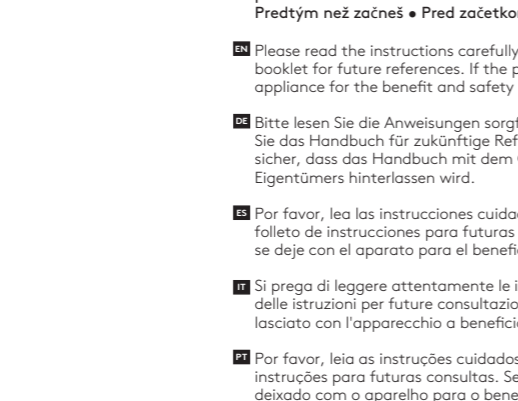 Predtým než začneš • Pred začetko
EN Please read the instructions carefully
booklet for future references. If the p
appliance for the benefit and safety
DE Bitte lesen Sie die Anweisungen sorgf
Sie das Handbuch für zukünftige Ref
sicher, dass das Handbuch mit dem
Eigentümers hinterlassen wird.
ES Por favor, lea las instrucciones cuida
folleto de instrucciones para futuras
se deje con el aparato para el benefi
IT Si prega di leggere attentamente le i
delle istruzioni per future consultazio
lasciato con l'apparecchio a benefici
PT Por favor, leia as instruções cuidados
instruções para futuras consultas. Se
deixado com o aparelho para o bene